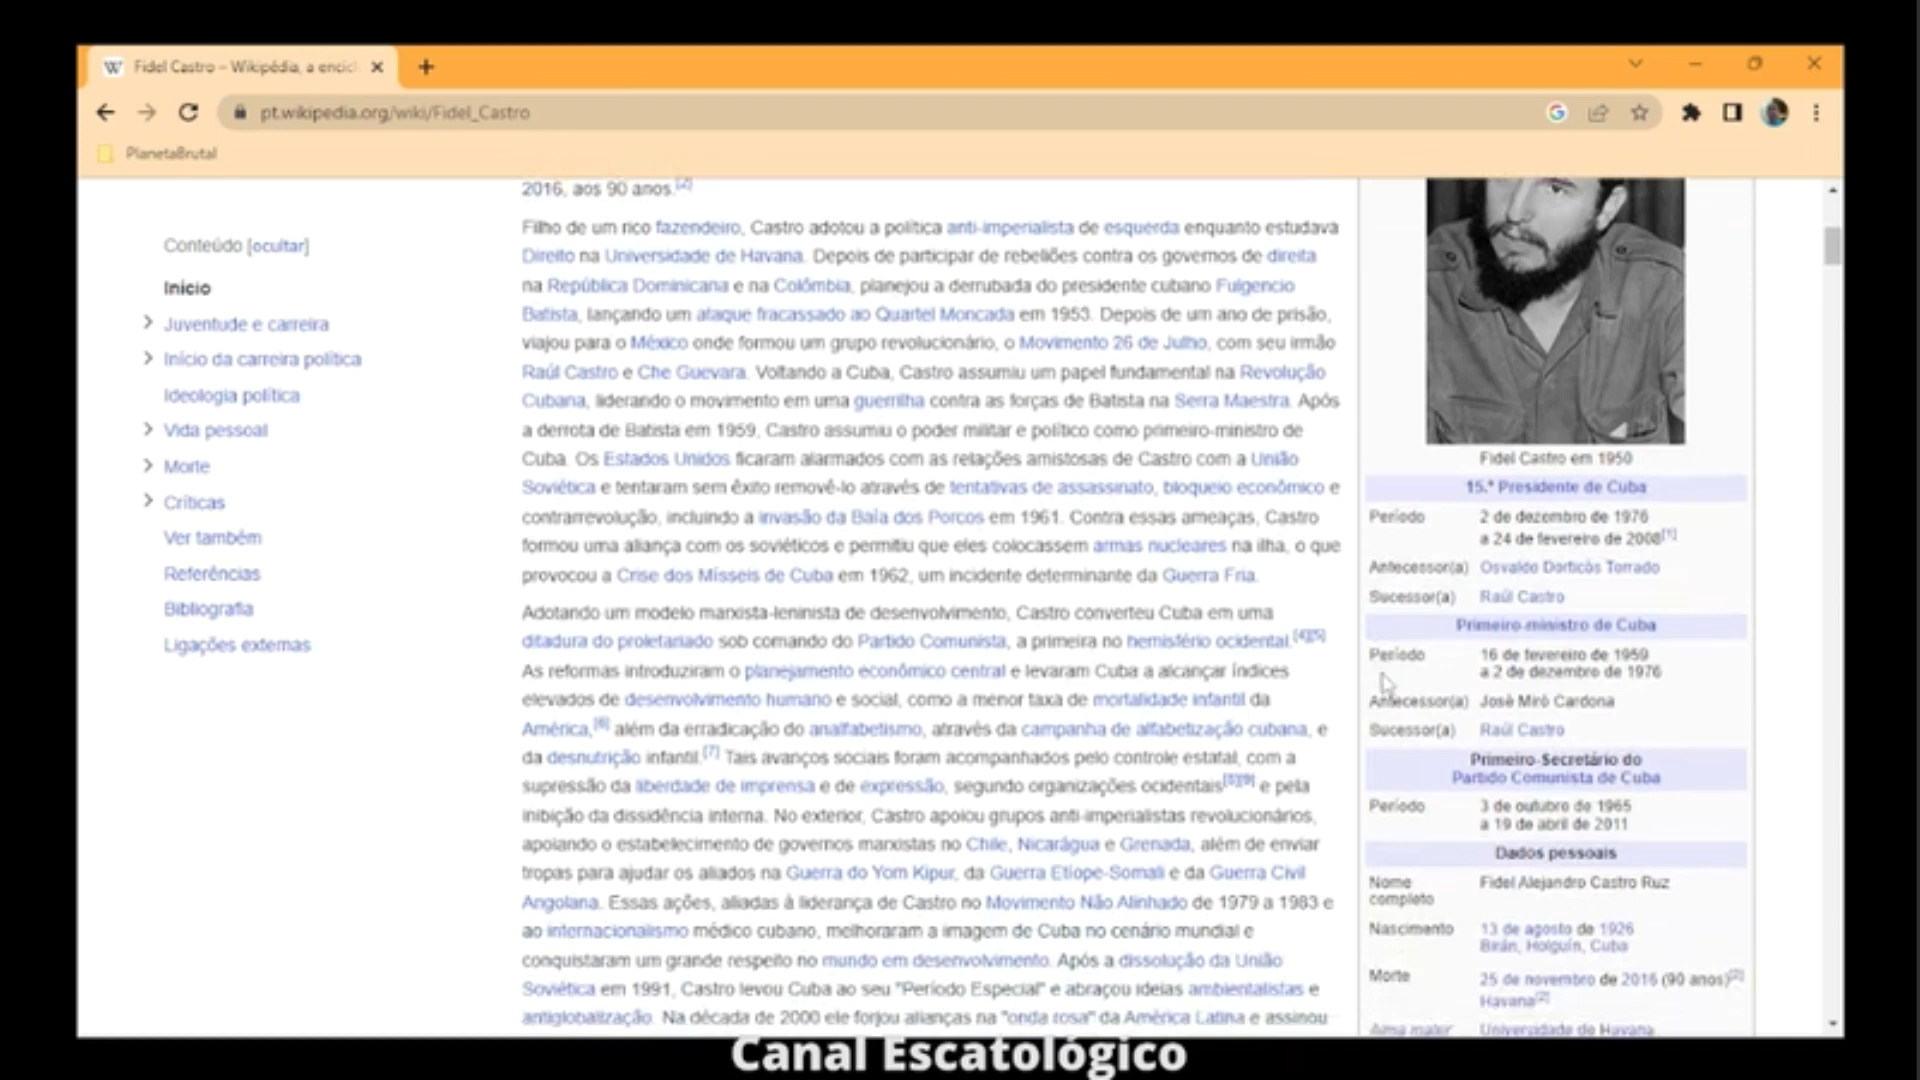 Fidel Castro – Wikipédia, a encic
pt.wikipedia.org/wiki/Fidel_Castro
PlanetaBrutal
Conteúdo [ocultar]
Início
Juventude e carreira
Início da carreira política
Ideologia política
Vida pessoal
Morte
Críticas
Ver também
Referências
Bibliografia
Ligações externas
2016, aos 90 anos.[2]
Filho de um rico fazendeiro, Castro adotou a política anti-imperialista de esquerda enquanto estudava
Direito na Universidade de Havana. Depois de participar de rebeliões contra os governos de direita
na República Dominicana e na Colômbia, planejou a derrubada do presidente cubano Fulgencio
Batista, lançando um ataque fracassado ao Quartel Moncada em 1953. Depois de um ano de prisão,
viajou para o México onde formou um grupo revolucionário, o Movimento 26 de Julho, com seu irmão
Raúl Castro e Che Guevara. Voltando a Cuba, Castro assumiu um papel fundamental na Revolução
Cubana, liderando o movimento em uma guerrilha contra as forças de Batista na Serra Maestra. Após
a derrota de Batista em 1959, Castro assumiu o poder militar e político como primeiro-ministro de
Cuba. Os Estados Unidos ficaram alarmados com as relações amistosas de Castro com a União
Soviética e tentaram sem êxito removê-lo através de tentativas de assassinato, bloqueio econômico e
contrarrevolução, incluindo a invasão da Baía dos Porcos em 1961. Contra essas ameaças, Castro
formou uma aliança com os soviéticos e permitiu que eles colocassem armas nucleares na ilha, o que
provocou a Crise dos Mísseis de Cuba em 1962, um incidente determinante da Guerra Fria.
Adotando um modelo marxista-leninista de desenvolvimento, Castro converteu Cuba em uma
ditadura do proletariado sob comando do Partido Comunista, a primeira no hemisfério ocidental.[4][5]
As reformas introduziram o planejamento econômico central e levaram Cuba a alcançar índices
elevados de desenvolvimento humano e social, como a menor taxa de mortalidade infantil da
América,[6] além da erradicação do analfabetismo, através da campanha de alfabetização cubana, e
da desnutrição infantil.[7] Tais avanços sociais foram acompanhados pelo controle estatal, com a
supressão da liberdade de imprensa e de expressão, segundo organizações ocidentais[8][9] e pela
inibição da dissidência interna. No exterior, Castro apoiou grupos anti-imperialistas revolucionários,
apoiando o estabelecimento de governos marxistas no Chile, Nicarágua e Grenada, além de enviar
tropas para ajudar os aliados na Guerra do Yom Kipur, da Guerra Etíope-Somali e da Guerra Civil
Angolana. Essas ações, aliadas à liderança de Castro no Movimento Não Alinhado de 1979 a 1983 e
ao internacionalismo médico cubano, melhoraram a imagem de Cuba no cenário mundial e
conquistaram um grande respeito no mundo em desenvolvimento. Após a dissolução da União
Soviética em 1991, Castro levou Cuba ao seu "Período Especial" e abraçou ideias ambientalistas e
antiglobalização. Na década de 2000 ele forjou alianças na "onda rosa" da América Latina e assinou
Fidel Castro em 1950
15.º Presidente de Cuba
Período 2 de dezembro de 1976
a 24 de fevereiro de 2008[1]
Antecessor(a) Osvaldo Dorticós Torrado
Sucessor(a) Raúl Castro
Primeiro-ministro de Cuba
Período 16 de fevereiro de 1959
a 2 de dezembro de 1976
Antecessor(a) José Miró Cardona
Sucessor(a) Raúl Castro
Primeiro-Secretário do
Partido Comunista de Cuba
Período 3 de outubro de 1965
a 19 de abril de 2011
Dados pessoais
Nome completo Fidel Alejandro Castro Ruz
Nascimento 13 de agosto de 1926
Birán, Holguín, Cuba
Morte 25 de novembro de 2016 (90 anos)[2]
Havana[2]
Alma mater Universidade de Havana
Canal Escatológico